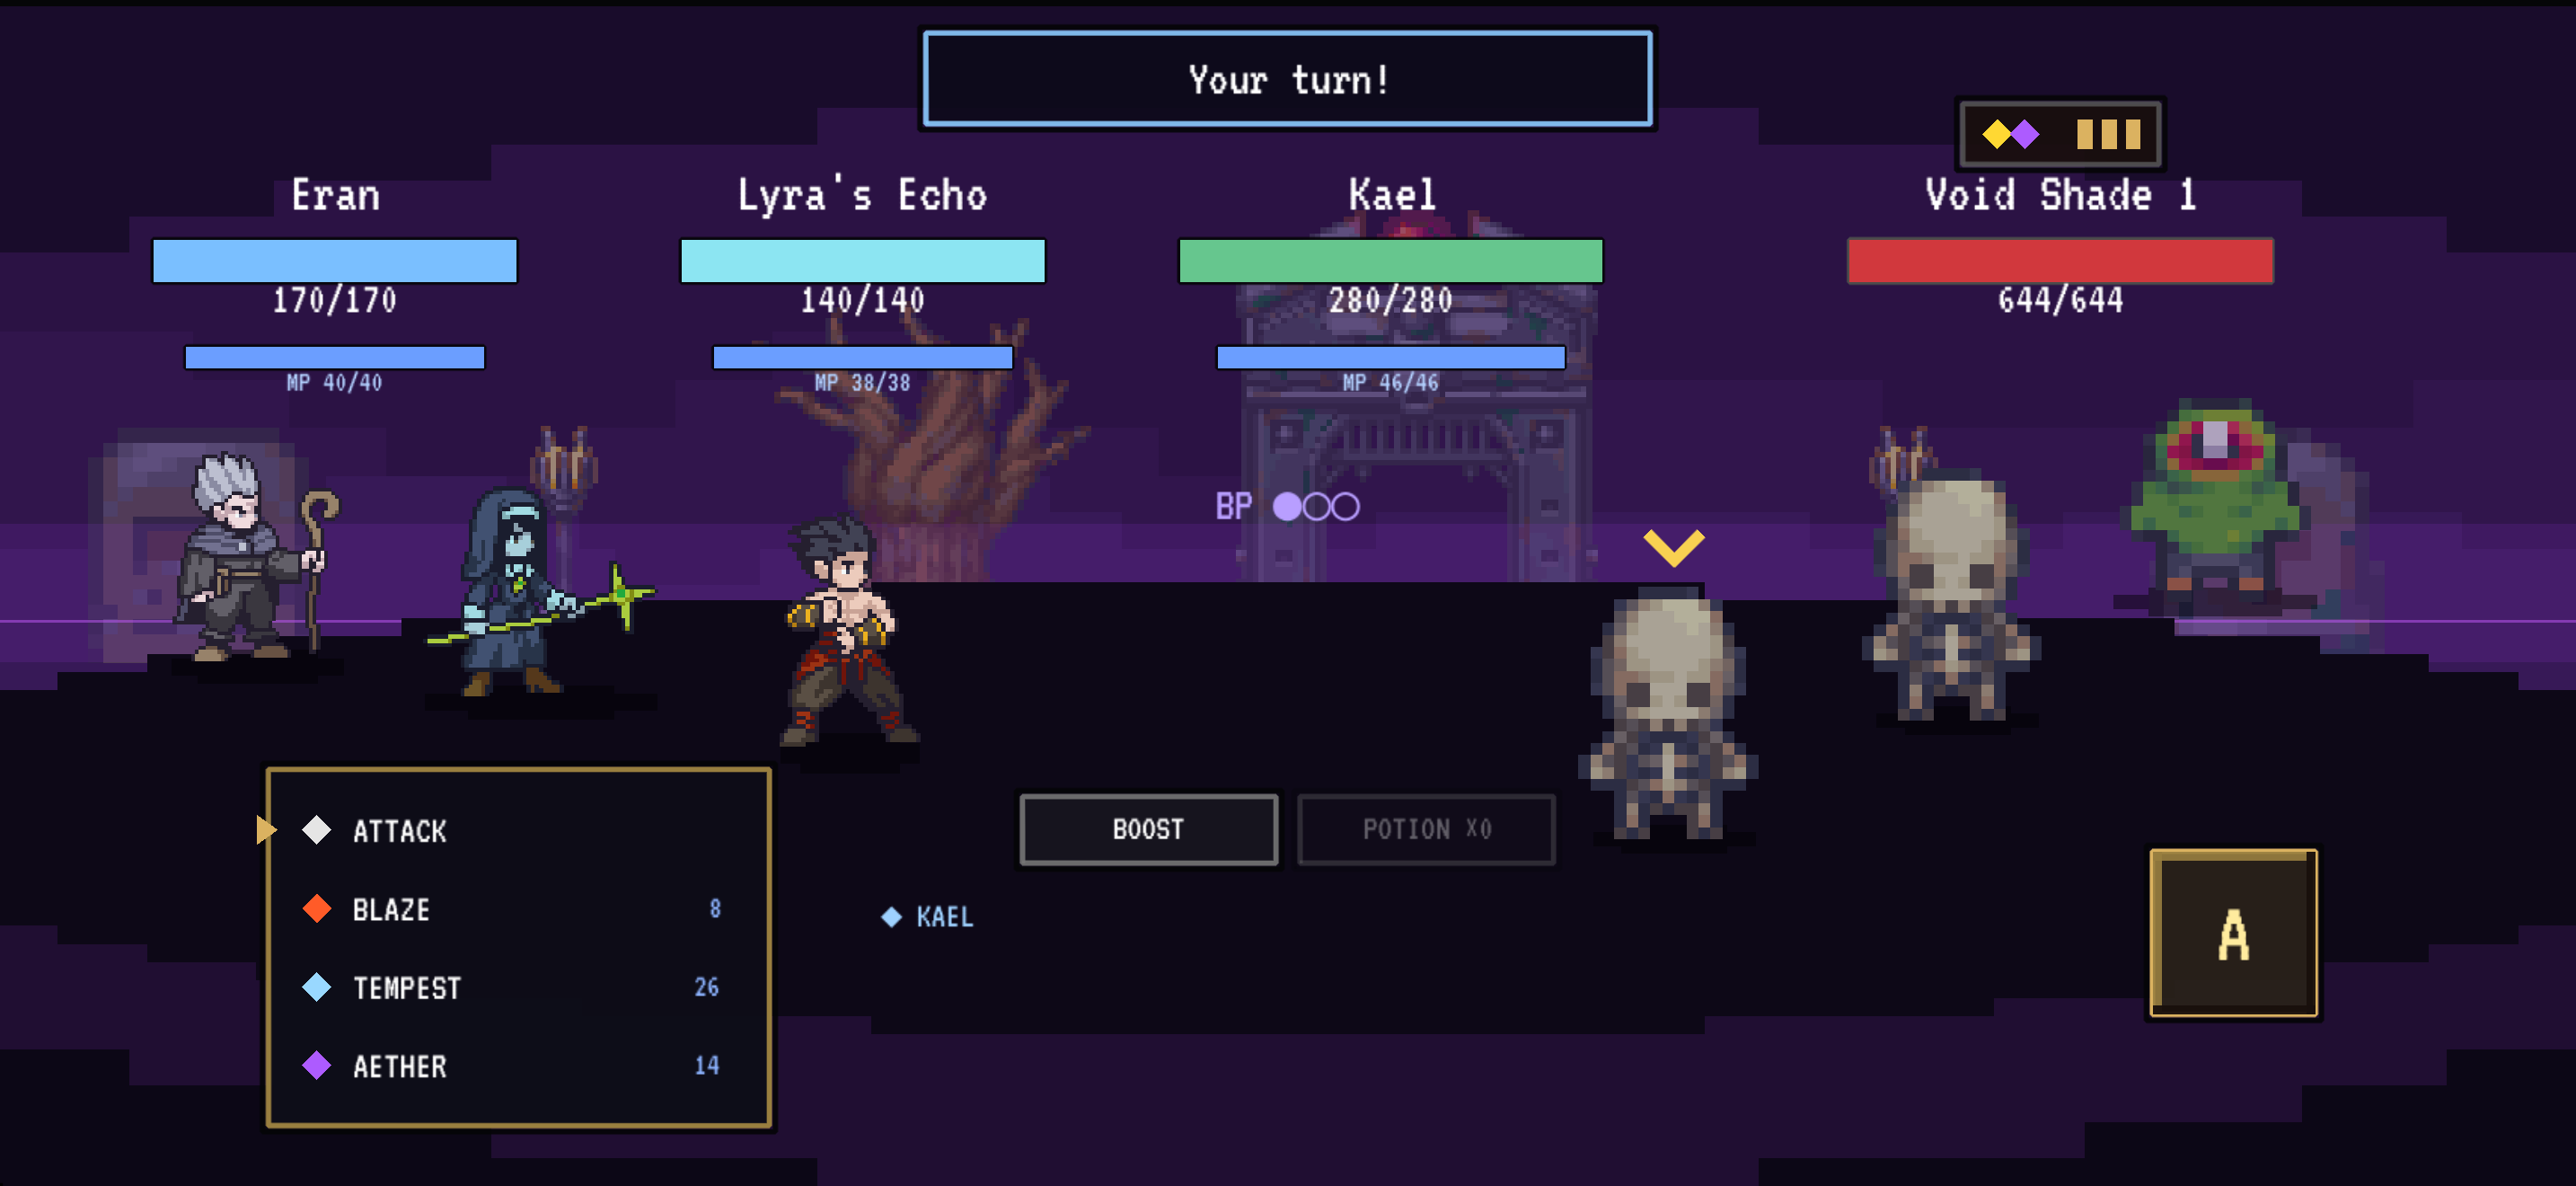 Your turn!
Eran
Lyra's Echo
Kael
Void Shade 1
170/170
140/140
280/280
644/644
MP 40/40
MP 38/38
MP 46/46
BP
ATTACK
BLAZE 8
TEMPEST 26
AETHER 14
BOOST
POTION X0
KAEL
A